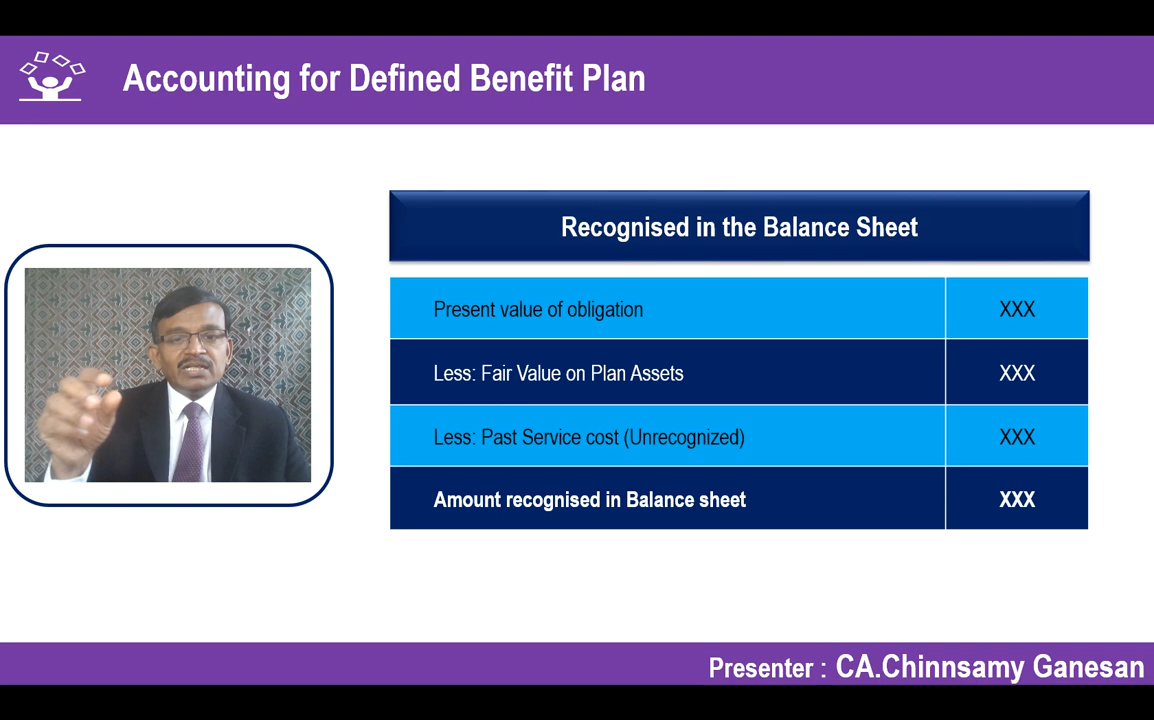 Accounting for Defined Benefit Plan
Recognised in the Balance Sheet
Present value of obligation XXX
Less: Fair Value on Plan Assets XXX
Less: Past Service cost (Unrecognized) XXX
Amount recognised in Balance sheet XXX
Presenter : CA.Chinnsamy Ganesan